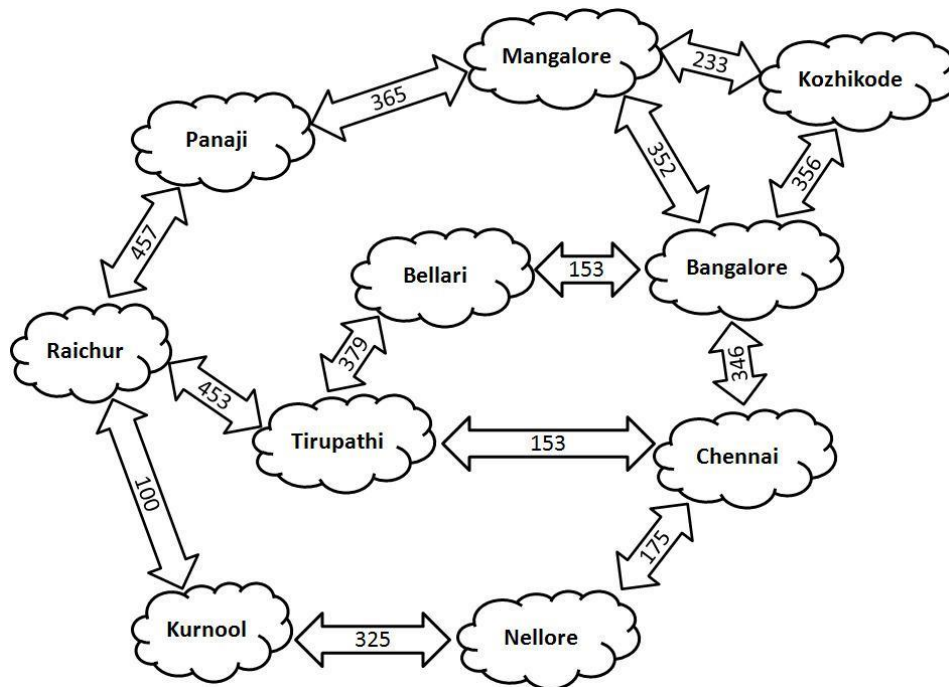 Mangalore
233
Kozhikode
365
Panaji
352
356
457
Bellari
153
Bangalore
Raichur
379
346
453
Tirupathi
153
Chennai
100
175
Kurnool
325
Nellore